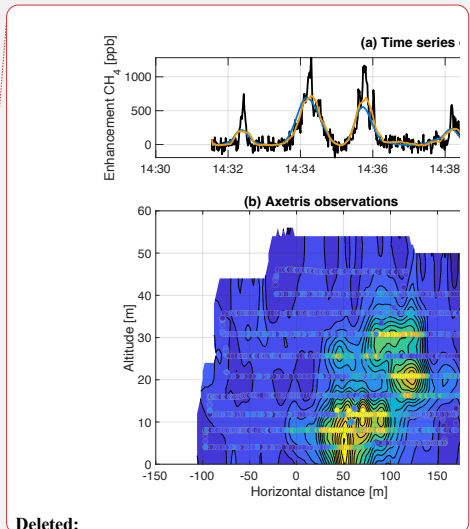 (a) Time series
Enhancement CH4 [ppb]
1000
500
0
14:30 14:32 14:34 14:36 14:38
(b) Axetris observations
Altitude [m]
60
50
40
30
20
10
0
-150 -100 -50 0 50 100 150
Horizontal distance [m]
Deleted: